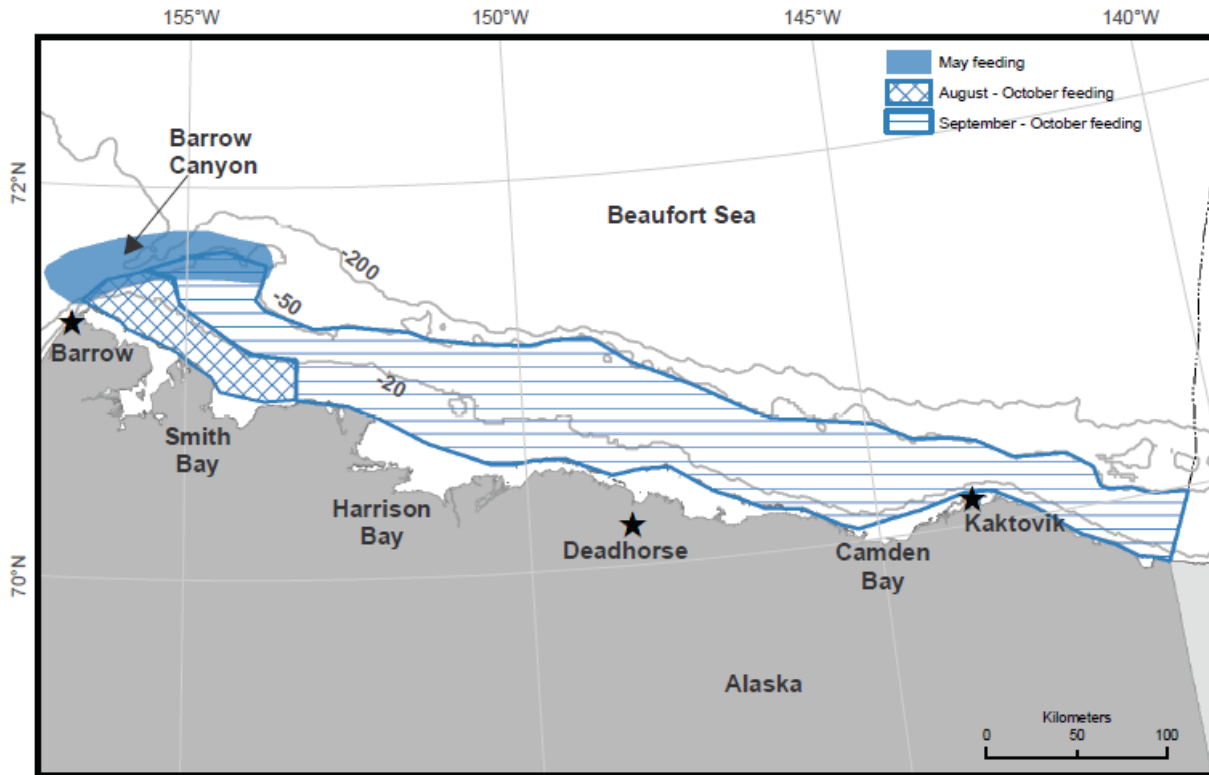 155°W
150°W
145°W
140°W
May feeding
August - October feeding
September - October feeding
Barrow
Canyon
72°N
Beaufort Sea
-200
-50
Barrow
-20
Smith
Bay
Harrison
Bay
Deadhorse
Kaktovik
Camden
Bay
70°N
Alaska
Kilometers
0 50 100